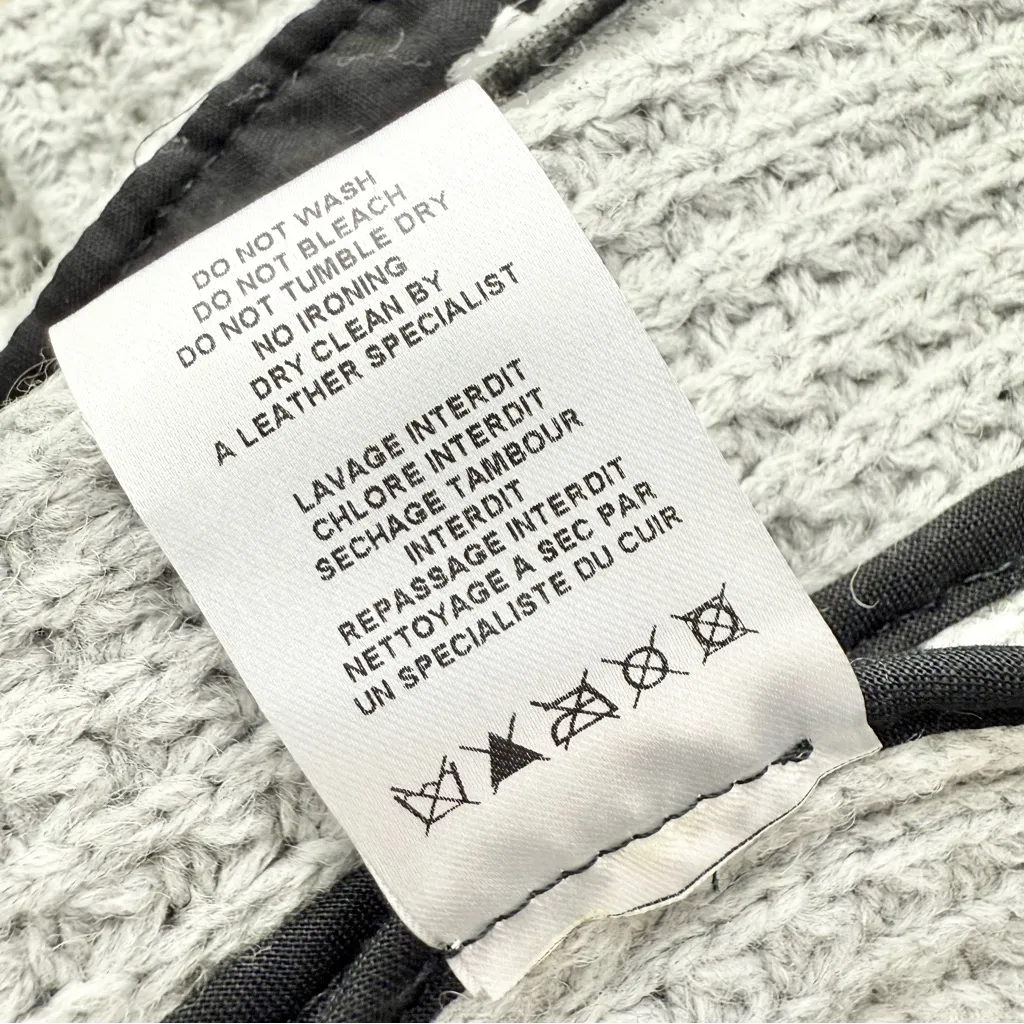 DO NOT WASH
DO NOT BLEACH
DO NOT TUMBLE DRY
NO IRONING
DRY CLEAN BY
A LEATHER SPECIALIST
LAVAGE INTERDIT
CHLORE INTERDIT
SECHAGE TAMBOUR
INTERDIT
REPASSAGE INTERDIT
NETTOYAGE A SEC PAR
UN SPECIALISTE DU CUIR